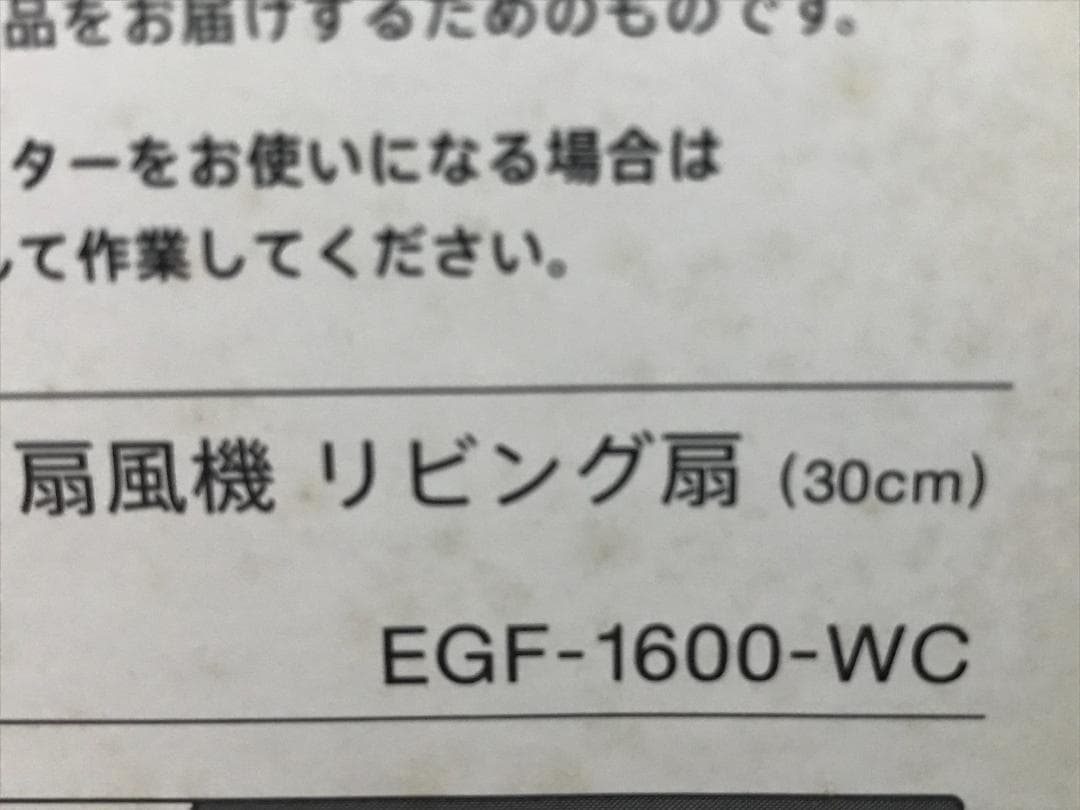 品をお届けするためのものです。
ターをお使いになる場合は
して作業してください。
扇風機 リビング扇 (30cm)
EGF-1600-WC